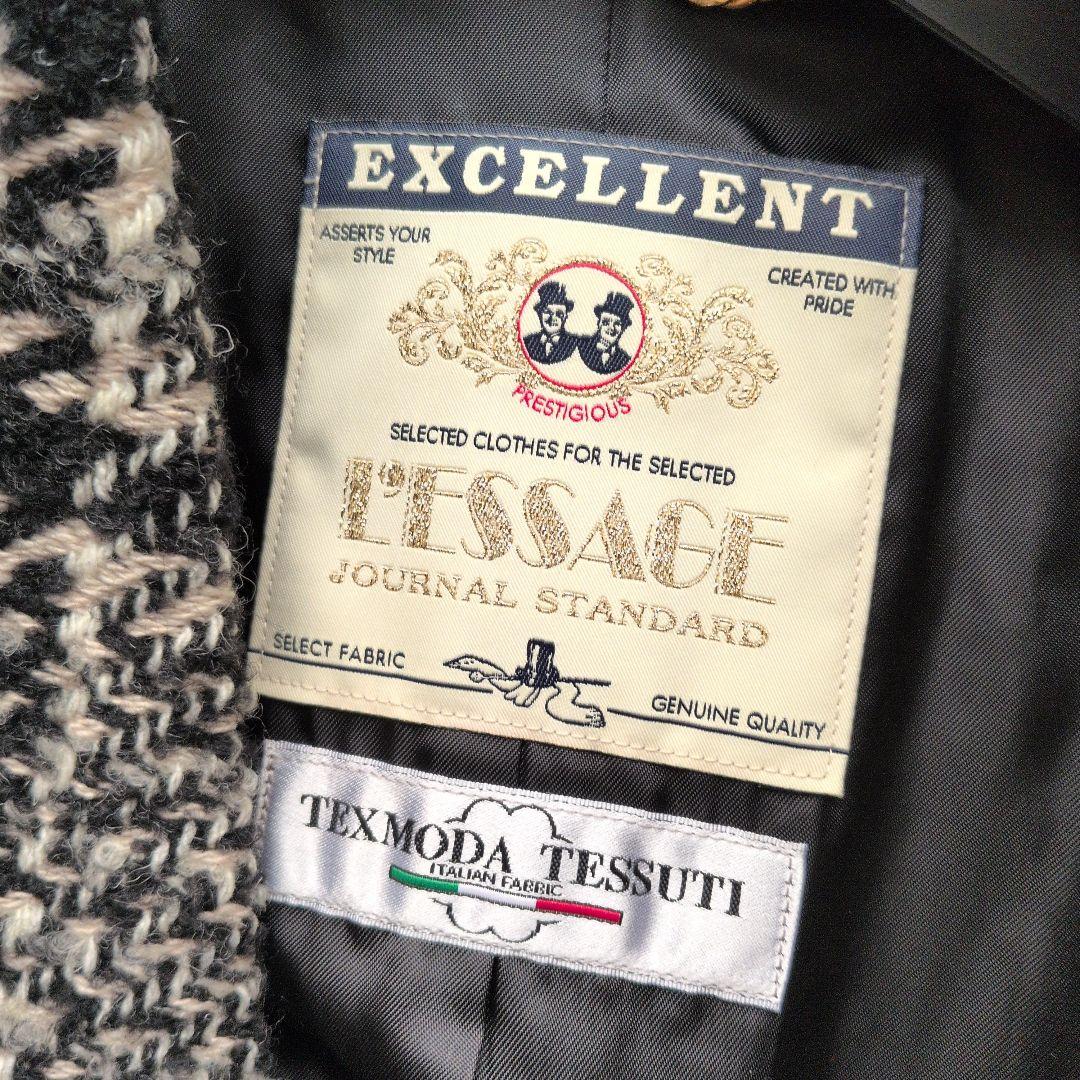 EXCELLENT
ASSERTS YOUR
STYLE
CREATED WITH
PRIDE
PRESTIGIOUS
SELECTED CLOTHES FOR THE SELECTED
L'ESSAGE
JOURNAL STANDARD
SELECT FABRIC
GENUINE QUALITY
TEXMODA TESSUTI
ITALIAN FABRIC